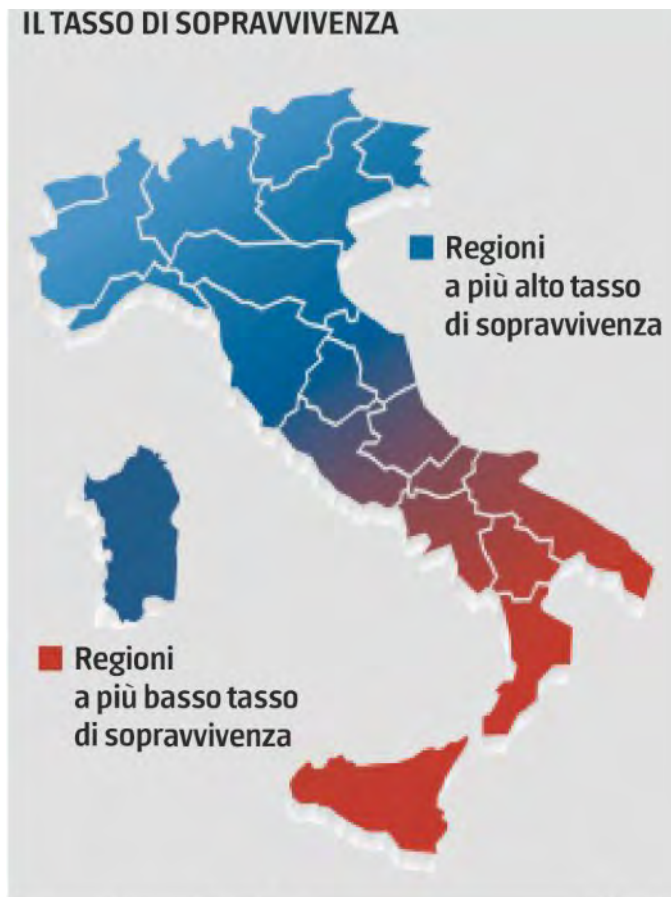 IL TASSO DI SOPRAVVIVENZA
Regioni
a più alto tasso
di sopravvivenza
Regioni
a più basso tasso
di sopravvivenza